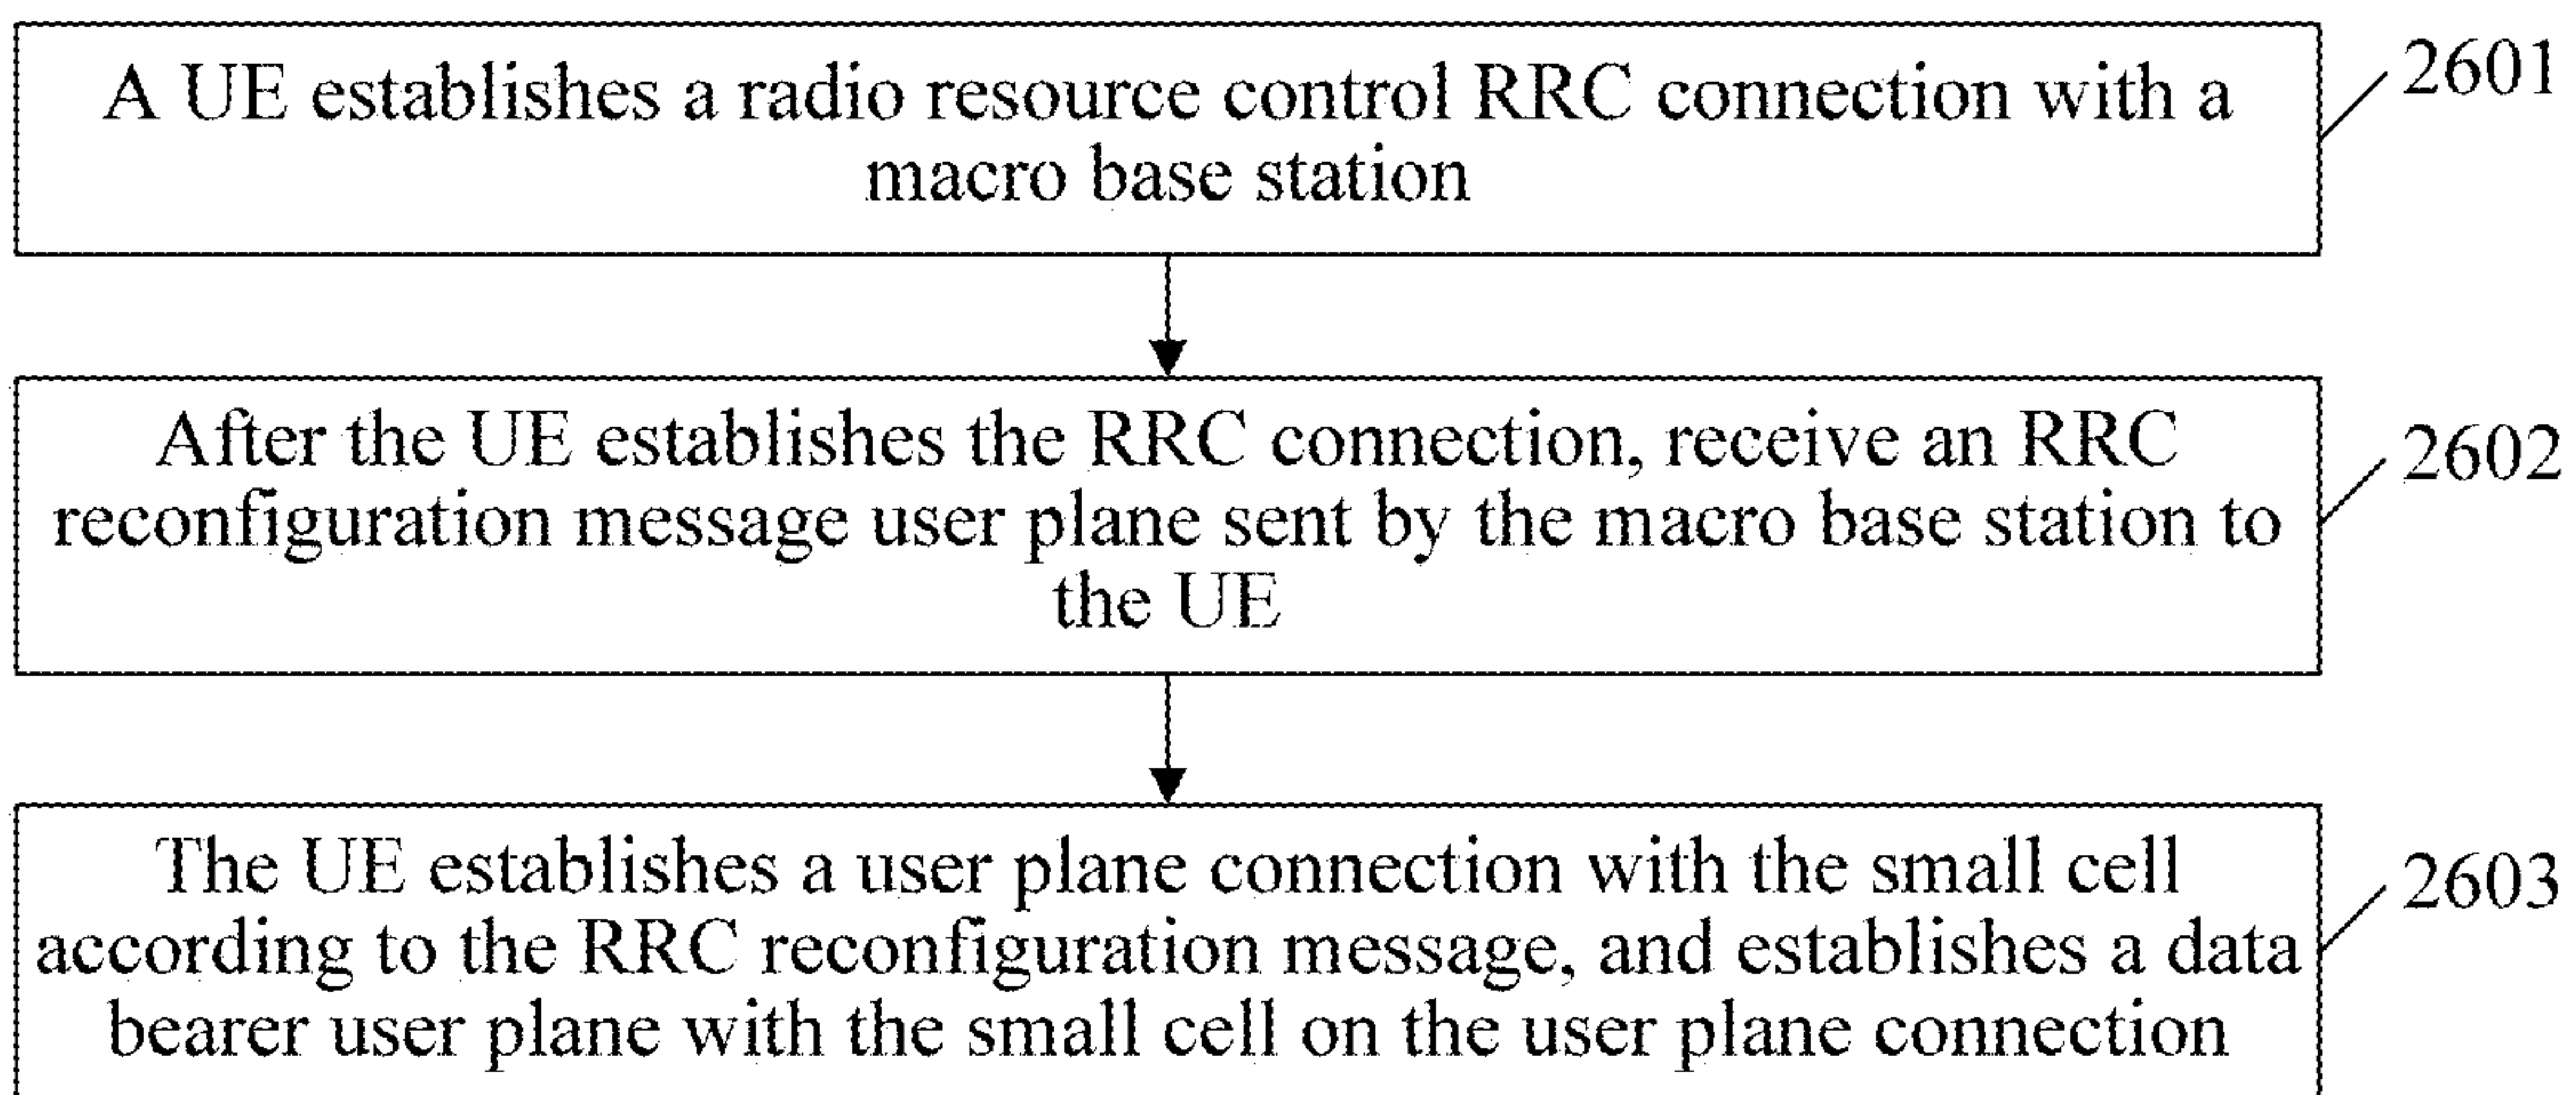 A UE establishes a radio resource control RRC connection with a
macro base station
2601
After the UE establishes the RRC connection, receive an RRC
reconfiguration message user plane sent by the macro base station to
the UE
2602
The UE establishes a user plane connection with the small cell
according to the RRC reconfiguration message, and establishes a data
bearer user plane with the small cell on the user plane connection
2603